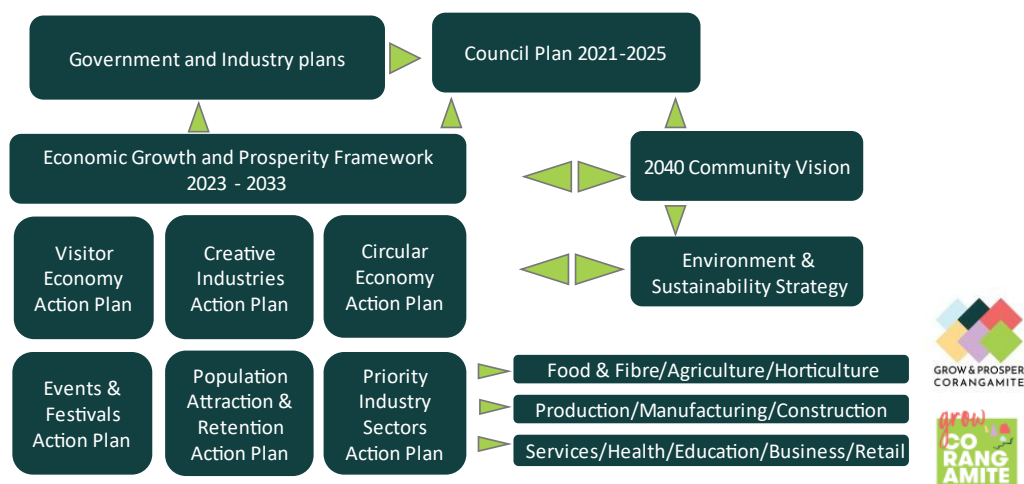 Government and Industry plans
Council Plan 2021-2025
Economic Growth and Prosperity Framework
2023 - 2033
2040 Community Vision
Visitor
Economy
Action Plan
Creative
Industries
Action Plan
Circular
Economy
Action Plan
Environment &
Sustainability Strategy
Events &
Festivals
Action Plan
Population
Attraction &
Retention
Action Plan
Priority
Industry
Sectors
Action Plan
Food & Fibre/Agriculture/Horticulture
Production/Manufacturing/Construction
Services/Health/Education/Business/Retail
GROW & PROSPER
CORANGAMITE
grow
CO
RANG
AMITE